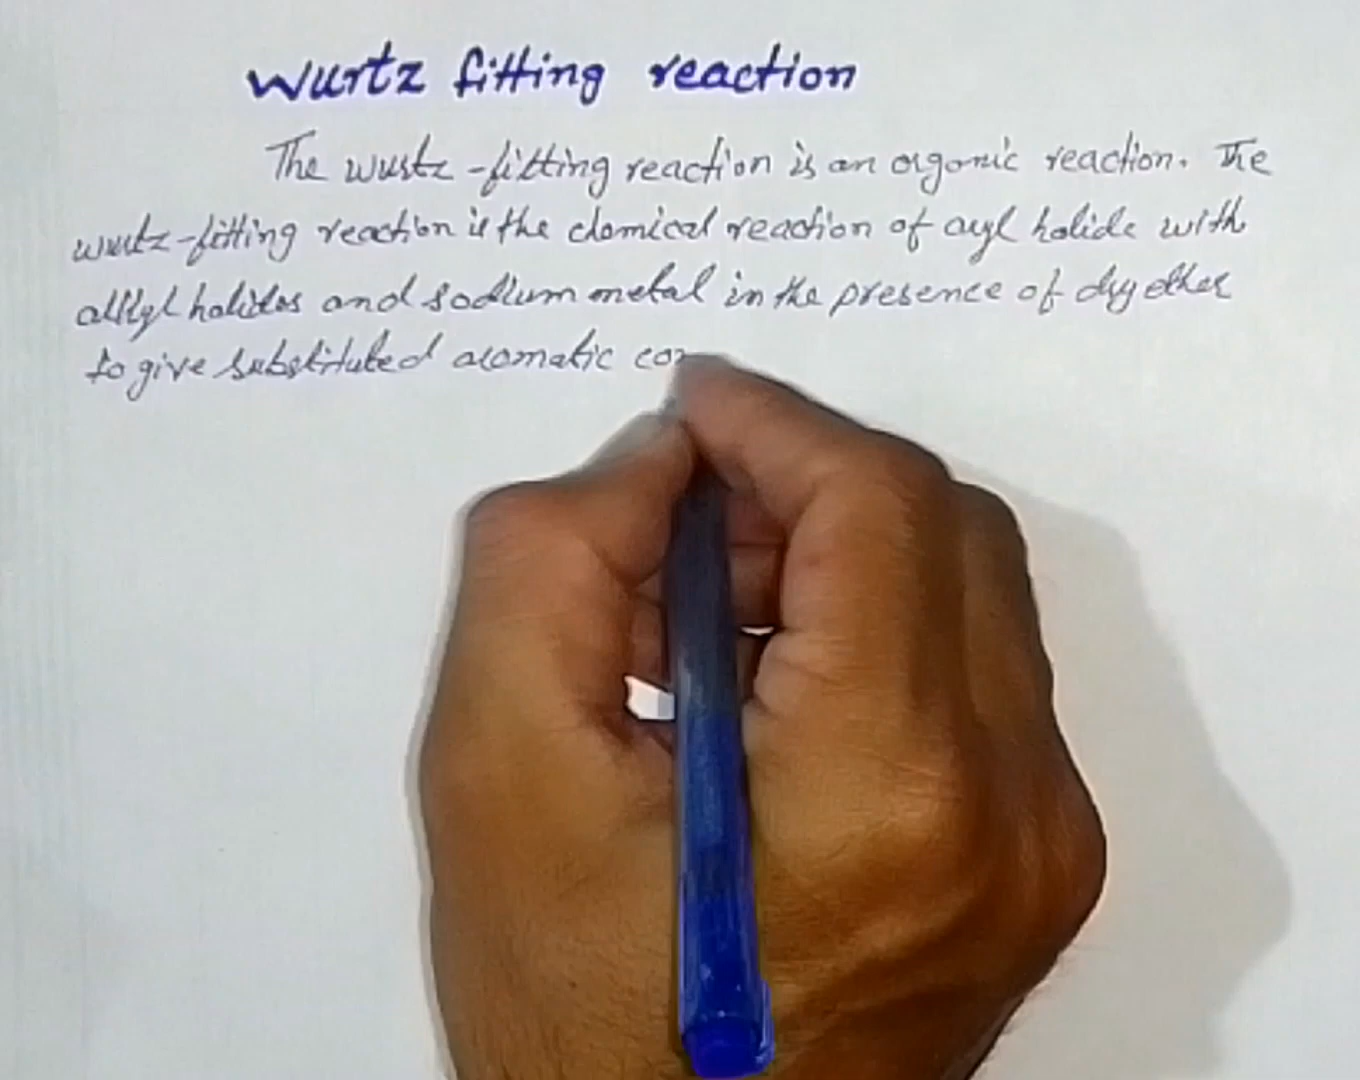 Wurtz fitting reaction
The wurtz-fitting reaction is an organic reaction. The
wurtz-fitting reaction is the chemical reaction of aryl halide with
alkyl halides and sodium metal in the presence of dry ether
to give substituted aromatic com